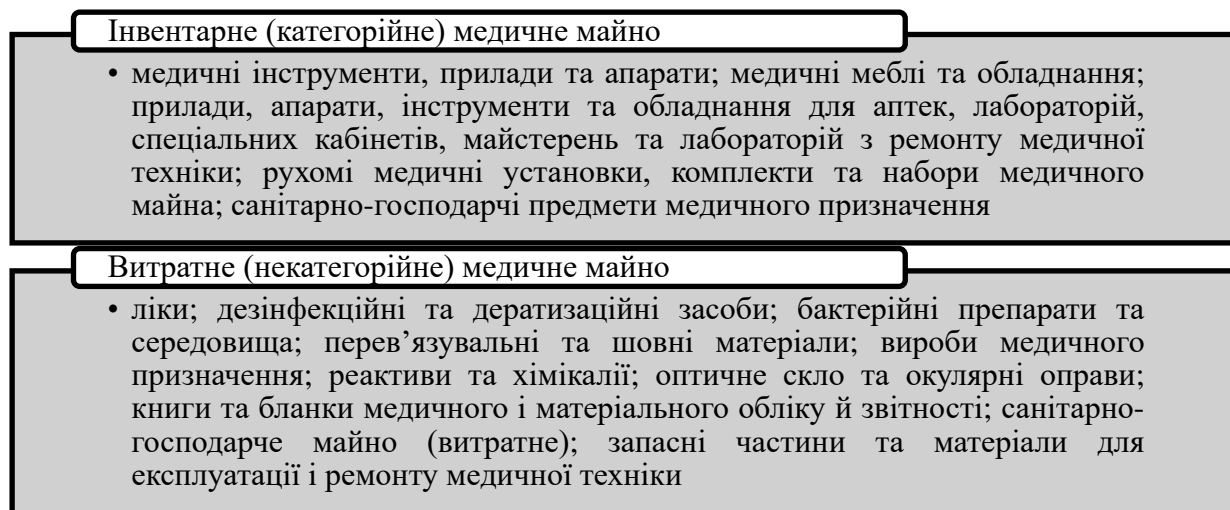 Інвентарне (категорійне) медичне майно
• медичні інструменти, прилади та апарати; медичні меблі та обладнання;
прилади, апарати, інструменти та обладнання для аптек, лабораторій,
спеціальних кабінетів, майстерень та лабораторій з ремонту медичної
техніки; рухомі медичні установки, комплекти та набори медичного
майна; санітарно-господарчі предмети медичного призначення
Витратне (некатегорійне) медичне майно
• ліки; дезінфекційні та дератизаційні засоби; бактерійні препарати та
середовища; перев’язувальні та шовні матеріали; вироби медичного
призначення; реактиви та хімікалії; оптичне скло та окулярні оправи;
книги та бланки медичного і матеріального обліку й звітності; санітарно-
господарче майно (витратне); запасні частини та матеріали для
експлуатації і ремонту медичної техніки